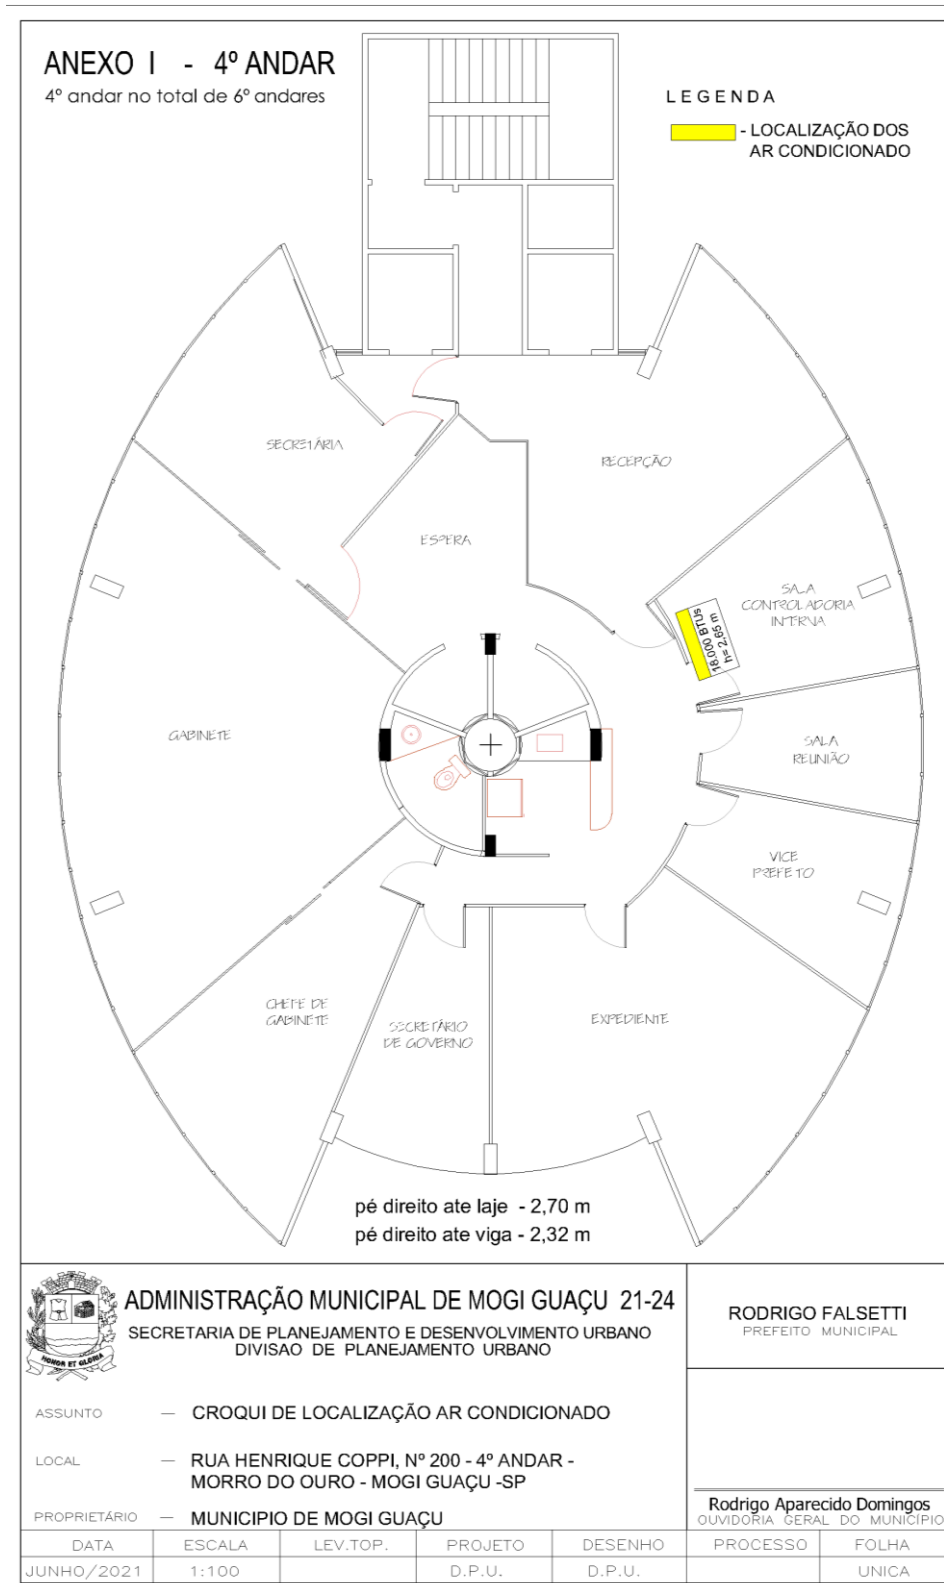 ANEXO I - 4º ANDAR
4º andar no total de 6º andares
LEGENDA
- LOCALIZAÇÃO DOS
AR CONDICIONADO
SECRETÁRIA
RECEPÇÃO
ESPERA
SALA
CONTROLADORIA
INTERNA
18.000 BTUs
h= 2,65 m
GABINETE
SALA
REUNIÃO
VICE
PREFEITO
CHEFE DE
GABINETE
SECRETÁRIO
DE GOVERNO
EXPEDIENTE
pé direito ate laje - 2,70 m
pé direito ate viga - 2,32 m
HONOR ET GLORIA
ADMINISTRAÇÃO MUNICIPAL DE MOGI GUAÇU 21-24
SECRETARIA DE PLANEJAMENTO E DESENVOLVIMENTO URBANO
DIVISAO DE PLANEJAMENTO URBANO
RODRIGO FALSETTI
PREFEITO MUNICIPAL
ASSUNTO — CROQUI DE LOCALIZAÇÃO AR CONDICIONADO
LOCAL — RUA HENRIQUE COPPI, Nº 200 - 4º ANDAR -
MORRO DO OURO - MOGI GUAÇU -SP
PROPRIETÁRIO — MUNICIPIO DE MOGI GUAÇU
Rodrigo Aparecido Domingos
OUVIDORIA GERAL DO MUNICÍPIO
DATA ESCALA LEV.TOP. PROJETO DESENHO PROCESSO FOLHA
JUNHO/2021 1:100 D.P.U. D.P.U. UNICA